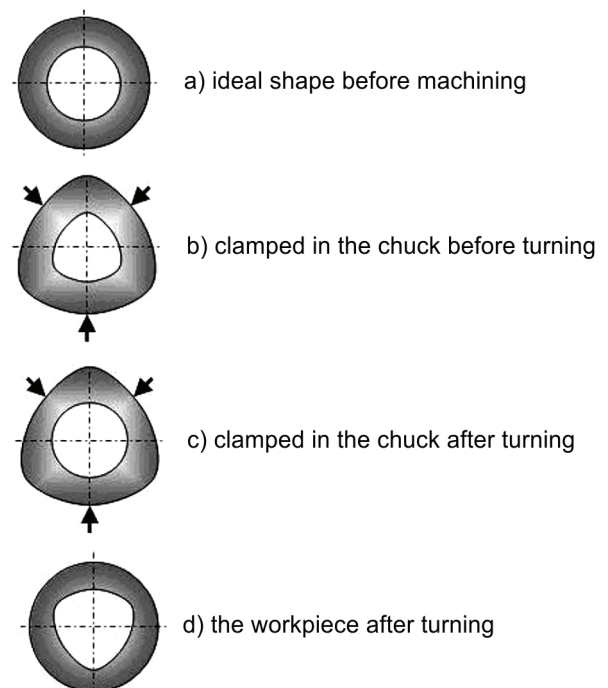 a) ideal shape before machining
b) clamped in the chuck before turning
c) clamped in the chuck after turning
d) the workpiece after turning